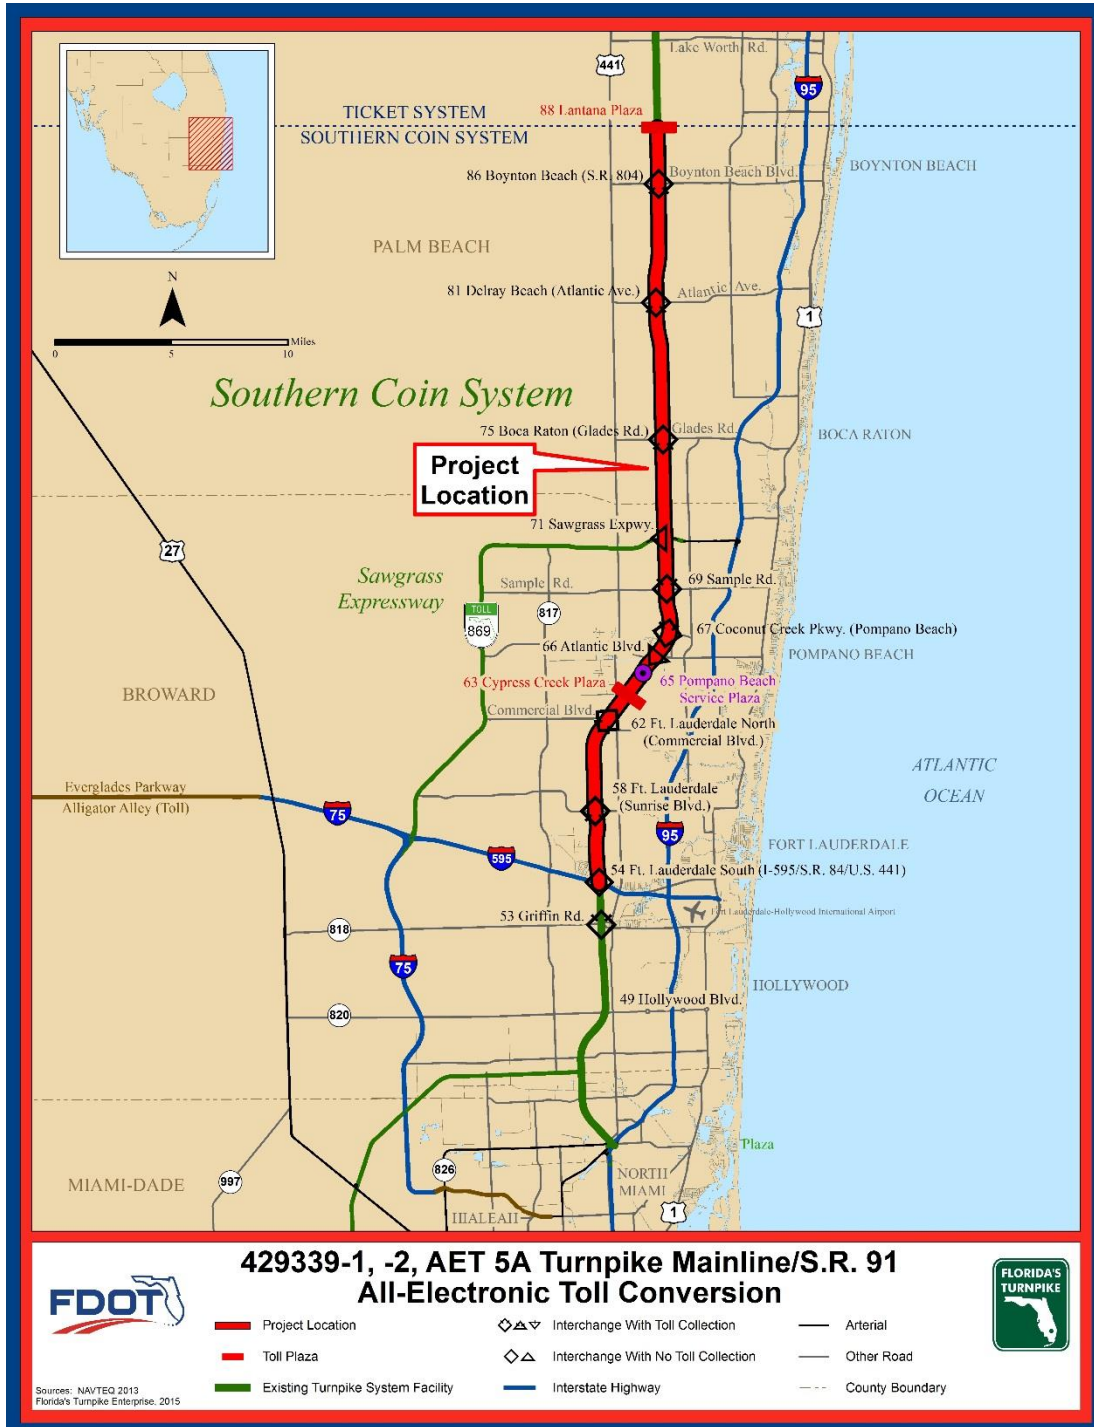 Lake Worth Rd.
441
95
88 Lantana Plaza
TICKET SYSTEM
SOUTHERN COIN SYSTEM
86 Boynton Beach (S.R. 804)
Boynton Beach Blvd.
BOYNTON BEACH
PALM BEACH
N
81 Delray Beach (Atlantic Ave.)
Atlantic Ave.
1
0 5 10 Miles
Southern Coin System
75 Boca Raton (Glades Rd.)
Glades Rd.
BOCA RATON
Project
Location
71 Sawgrass Expwy.
27
Sawgrass
Expressway
Sample Rd.
69 Sample Rd.
TOLL
869
817
67 Coconut Creek Pkwy. (Pompano Beach)
66 Atlantic Blvd.
POMPANO BEACH
63 Cypress Creek Plaza
65 Pompano Beach
Service Plaza
BROWARD
Commercial Blvd.
62 Ft. Lauderdale North
(Commercial Blvd.)
ATLANTIC
OCEAN
Everglades Parkway
Alligator Alley (Toll)
75
58 Ft. Lauderdale
(Sunrise Blvd.)
95
FORT LAUDERDALE
595
54 Ft. Lauderdale South (I-595/S.R. 84/U.S. 441)
53 Griffin Rd.
Fort Lauderdale-Hollywood International Airport
818
75
HOLLYWOOD
49 Hollywood Blvd.
820
Plaza
MIAMI-DADE
997
826
NORTH
MIAMI
HIALEAH
1
429339-1, -2, AET 5A Turnpike Mainline/S.R. 91
All-Electronic Toll Conversion
FDOT
FLORIDA'S
TURNPIKE
Project Location
Interchange With Toll Collection
Arterial
Toll Plaza
Interchange With No Toll Collection
Other Road
Existing Turnpike System Facility
Interstate Highway
County Boundary
Sources: NAVTEQ 2013
Florida's Turnpike Enterprise, 2015